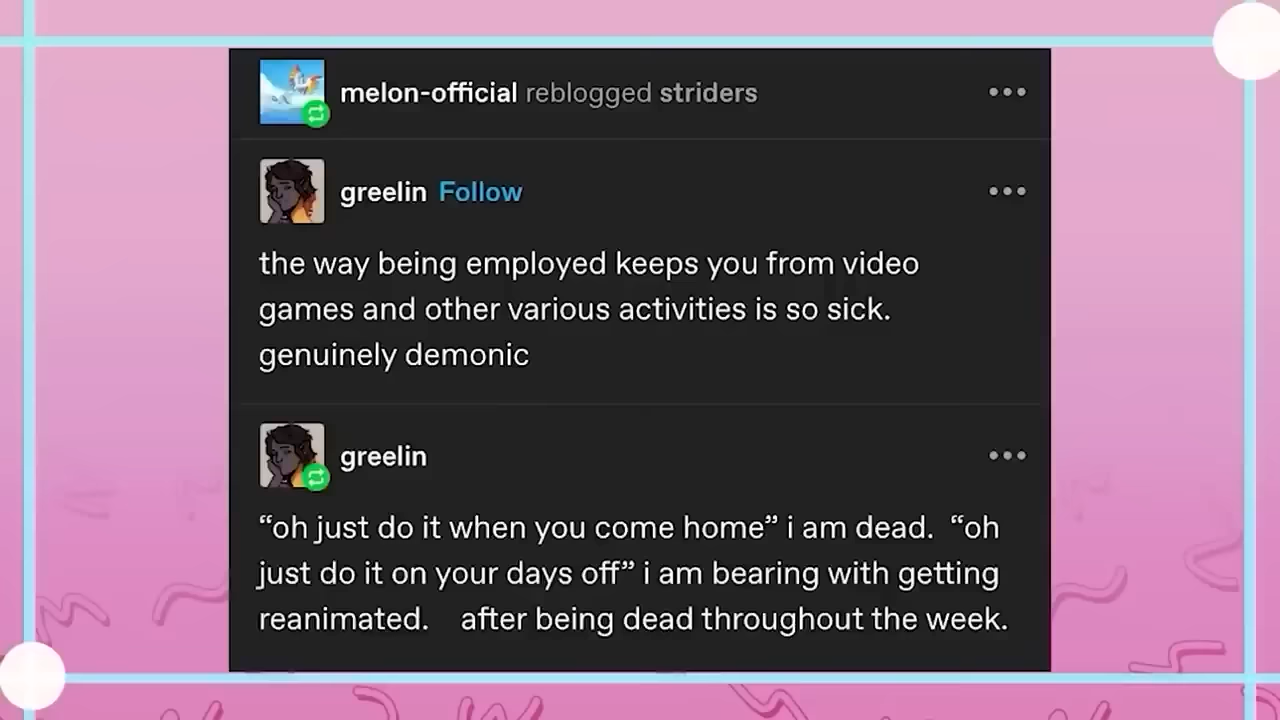 melon-official reblogged striders
greelin Follow
the way being employed keeps you from video
games and other various activities is so sick.
genuinely demonic
greelin
“oh just do it when you come home” i am dead.  “oh
just do it on your days off” i am bearing with getting
reanimated.    after being dead throughout the week.